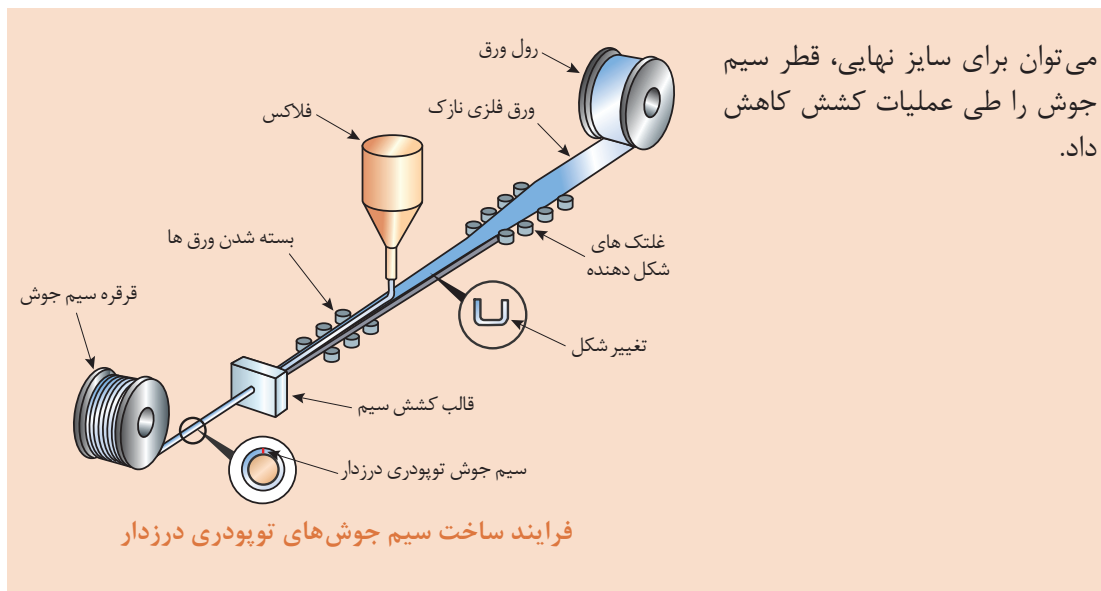 می‌توان برای سایز نهایی، قطر سیم
جوش را طی عملیات کشش کاهش
داد.
رول ورق
ورق فلزی نازک
فلاکس
غلتک های
شکل دهنده
بسته شدن ورق ها
قرقره سیم جوش
تغییر شکل
قالب کشش سیم
سیم جوش توپودری درزدار
فرایند ساخت سیم جوش‌های توپودری درزدار